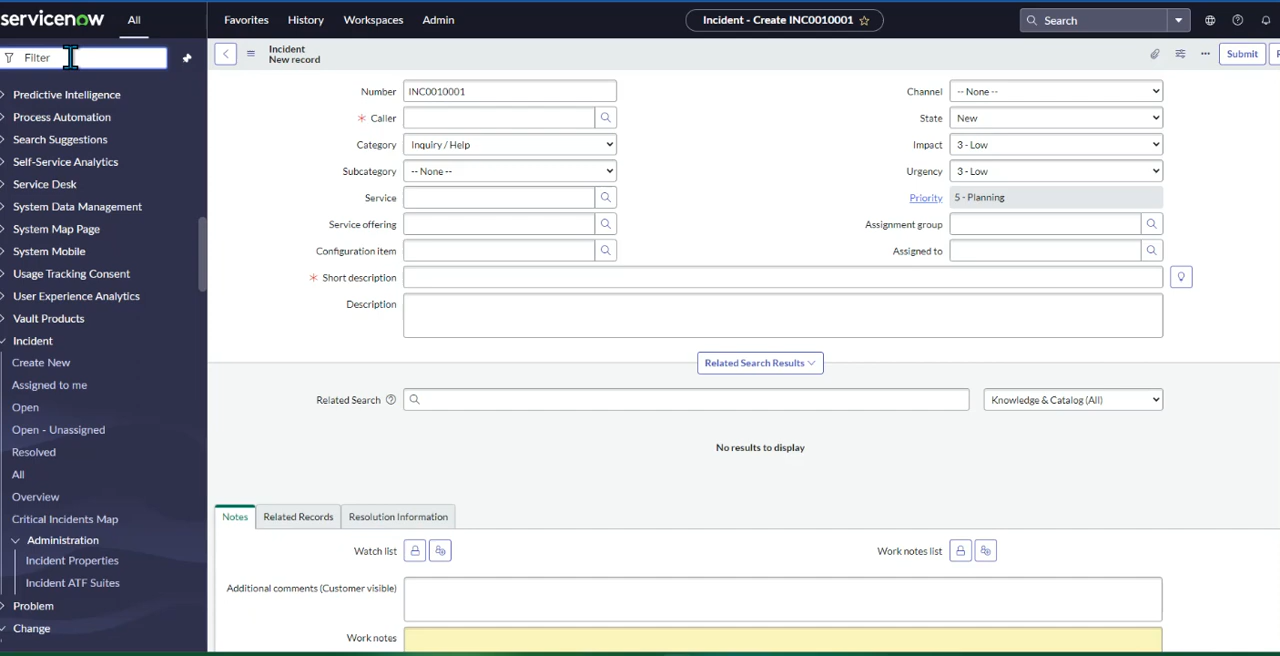 servicenow All Favorites History Workspaces Admin Incident - Create INC0010001 Search
Filter
Predictive Intelligence
Process Automation
Search Suggestions
Self-Service Analytics
Service Desk
System Data Management
System Map Page
System Mobile
Usage Tracking Consent
User Experience Analytics
Vault Products
Incident
Create New
Assigned to me
Open
Open - Unassigned
Resolved
All
Overview
Critical Incidents Map
Administration
Incident Properties
Incident ATF Suites
Problem
Change
Incident
New record
Submit
Number INC0010001
Caller
Category Inquiry / Help
Subcategory -- None --
Service
Service offering
Configuration item
Short description
Description
Channel -- None --
State New
Impact 3 - Low
Urgency 3 - Low
Priority 5 - Planning
Assignment group
Assigned to
Related Search Results
Related Search Knowledge & Catalog (All)
No results to display
Notes Related Records Resolution Information
Watch list Work notes list
Additional comments (Customer visible)
Work notes